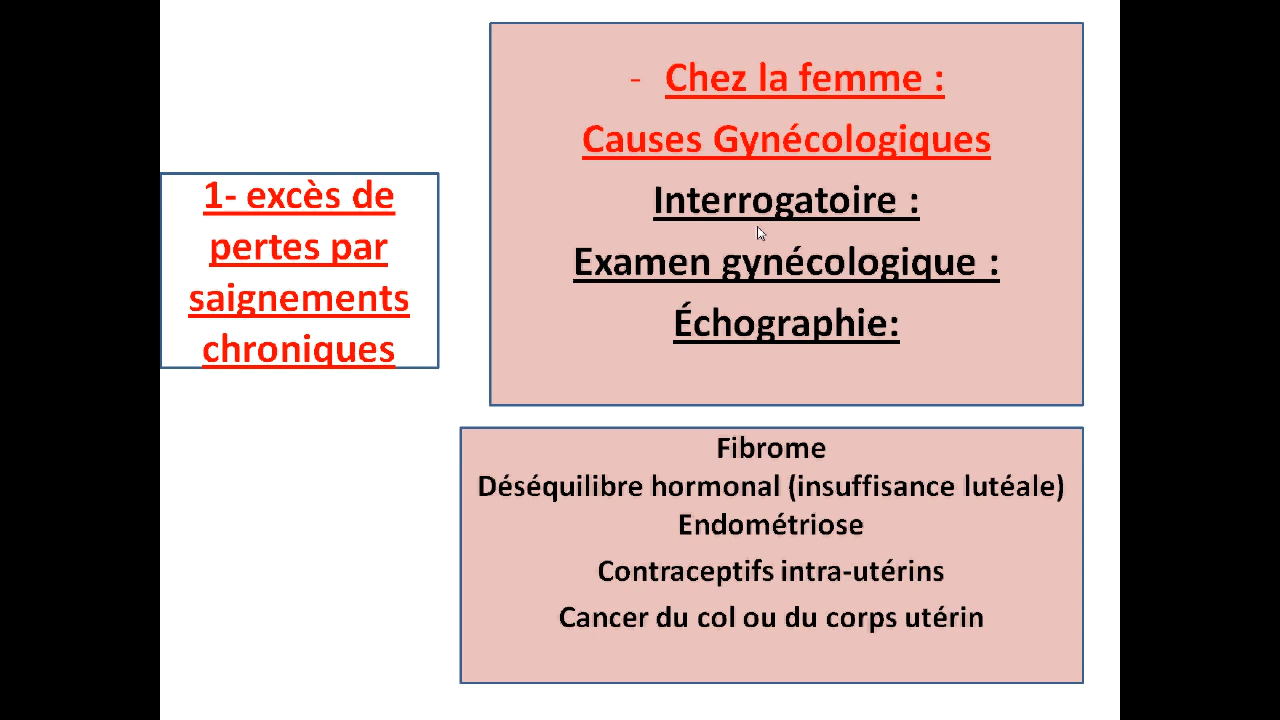 1- excès de
pertes par
saignements
chroniques
- Chez la femme :
Causes Gynécologiques
Interrogatoire :
Examen gynécologique :
Échographie:
Fibrome
Déséquilibre hormonal (insuffisance lutéale)
Endométriose
Contraceptifs intra-utérins
Cancer du col ou du corps utérin